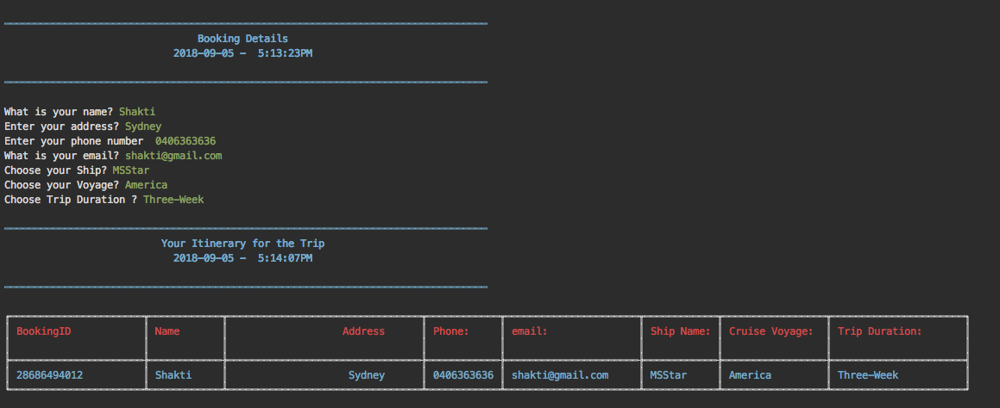 Booking Details
2018-09-05 - 5:13:23PM
What is your name? Shakti
Enter your address? Sydney
Enter your phone number 0406363636
What is your email? shakti@gmail.com
Choose your Ship? MSStar
Choose your Voyage? America
Choose Trip Duration ? Three-Week
Your Itinerary for the Trip
2018-09-05 - 5:14:07PM
BookingID Name Address Phone: email: Ship Name: Cruise Voyage: Trip Duration:
28686494012 Shakti Sydney 0406363636 shakti@gmail.com MSStar America Three-Week